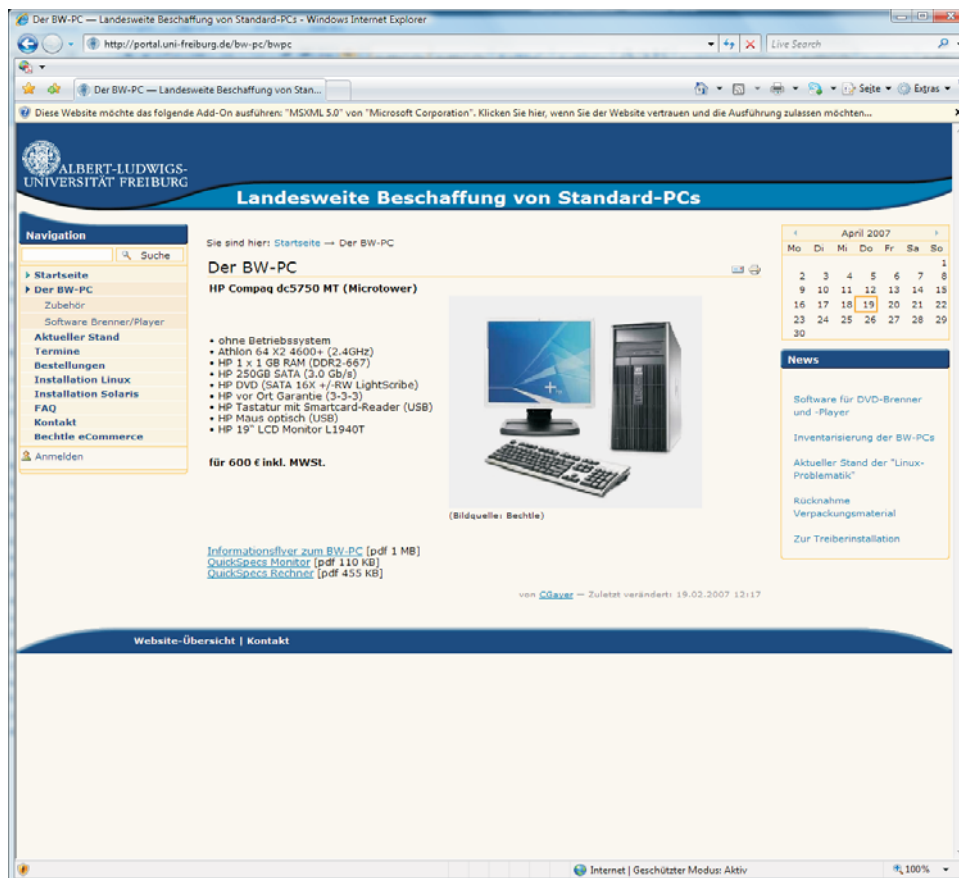 Der BW-PC — Landesweite Beschaffung von Standard-PCs - Windows Internet Explorer
http://portal.uni-freiburg.de/bw-pc/bwpc
Live Search
Der BW-PC — Landesweite Beschaffung von Stan...
Seite
Extras
Diese Website möchte das folgende Add-On ausführen: "MSXML 5.0" von "Microsoft Corporation". Klicken Sie hier, wenn Sie der Website vertrauen und die Ausführung zulassen möchten...
ALBERT-LUDWIGS-
UNIVERSITÄT FREIBURG
Landesweite Beschaffung von Standard-PCs
Navigation
Suche
Startseite
Der BW-PC
Zubehör
Software Brenner/Player
Aktueller Stand
Termine
Bestellungen
Installation Linux
Installation Solaris
FAQ
Kontakt
Bechtle eCommerce
Anmelden
Sie sind hier: Startseite → Der BW-PC
Der BW-PC
HP Compaq dc5750 MT (Microtower)
• ohne Betriebssystem
• Athlon 64 X2 4600+ (2.4GHz)
• HP 1 x 1 GB RAM (DDR2-667)
• HP 250GB SATA (3.0 Gb/s)
• HP DVD (SATA 16X +/-RW LightScribe)
• HP vor Ort Garantie (3-3-3)
• HP Tastatur mit Smartcard-Reader (USB)
• HP Maus optisch (USB)
• HP 19" LCD Monitor L1940T
für 600 € inkl. MWSt.
(Bildquelle: Bechtle)
Informationsflyer zum BW-PC [pdf 1 MB]
QuickSpecs Monitor [pdf 110 KB]
QuickSpecs Rechner [pdf 455 KB]
von CGayer — Zuletzt verändert: 19.02.2007 12:17
April 2007
Mo Di Mi Do Fr Sa So
1
2 3 4 5 6 7 8
9 10 11 12 13 14 15
16 17 18 19 20 21 22
23 24 25 26 27 28 29
30
News
Software für DVD-Brenner
und -Player
Inventarisierung der BW-PCs
Aktueller Stand der "Linux-
Problematik"
Rücknahme
Verpackungsmaterial
Zur Treiberinstallation
Website-Übersicht | Kontakt
Internet | Geschützter Modus: Aktiv
100%